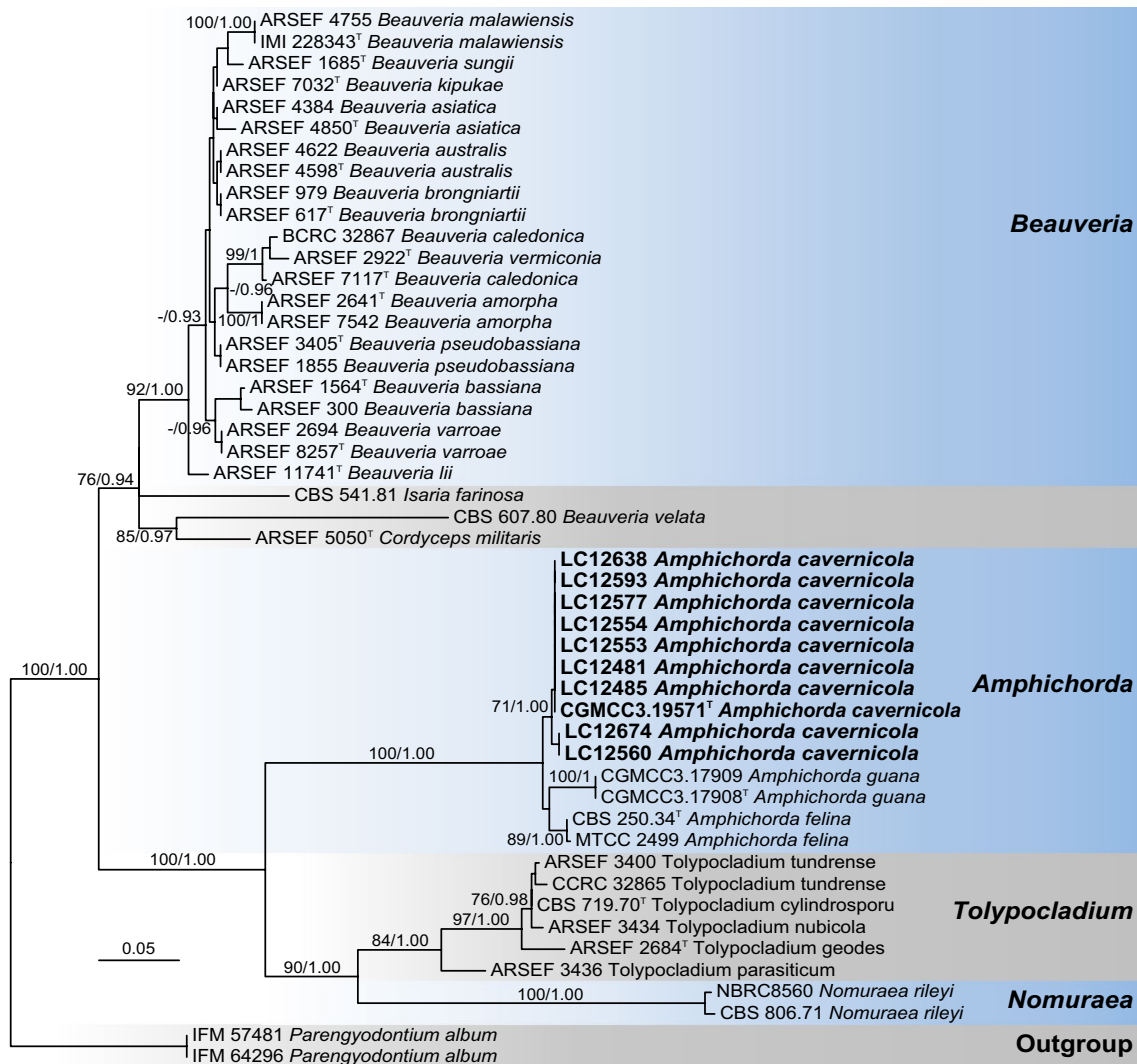 100/1.00
ARSEF 4755 Beauveria malawiensis
IMI 228343ᵀ Beauveria malawiensis
ARSEF 1685ᵀ Beauveria sungii
ARSEF 7032ᵀ Beauveria kipukae
ARSEF 4384 Beauveria asiatica
ARSEF 4850ᵀ Beauveria asiatica
ARSEF 4622 Beauveria australis
ARSEF 4598ᵀ Beauveria australis
ARSEF 979 Beauveria brongniartii
ARSEF 617ᵀ Beauveria brongniartii
Beauveria
BCRC 32867 Beauveria caledonica
99/1
ARSEF 2922ᵀ Beauveria vermiconia
ARSEF 7117ᵀ Beauveria caledonica
-/0.96
ARSEF 2641ᵀ Beauveria amorpha
-/0.93
100/1
ARSEF 7542 Beauveria amorpha
ARSEF 3405ᵀ Beauveria pseudobassiana
ARSEF 1855 Beauveria pseudobassiana
92/1.00
ARSEF 1564ᵀ Beauveria bassiana
ARSEF 300 Beauveria bassiana
-/0.96
ARSEF 2694 Beauveria varroae
ARSEF 8257ᵀ Beauveria varroae
ARSEF 11741ᵀ Beauveria lii
76/0.94
CBS 541.81 Isaria farinosa
CBS 607.80 Beauveria velata
85/0.97
ARSEF 5050ᵀ Cordyceps militaris
LC12638 Amphichorda cavernicola
LC12593 Amphichorda cavernicola
LC12577 Amphichorda cavernicola
LC12554 Amphichorda cavernicola
LC12553 Amphichorda cavernicola
100/1.00
LC12481 Amphichorda cavernicola
Amphichorda
LC12485 Amphichorda cavernicola
71/1.00
CGMCC3.19571ᵀ Amphichorda cavernicola
LC12674 Amphichorda cavernicola
100/1.00
LC12560 Amphichorda cavernicola
100/1
CGMCC3.17909 Amphichorda guana
CGMCC3.17908ᵀ Amphichorda guana
CBS 250.34ᵀ Amphichorda felina
89/1.00
MTCC 2499 Amphichorda felina
100/1.00
ARSEF 3400 Tolypocladium tundrense
CCRC 32865 Tolypocladium tundrense
76/0.98
CBS 719.70ᵀ Tolypocladium cylindrosporu
Tolypocladium
97/1.00
ARSEF 3434 Tolypocladium nubicola
84/1.00
ARSEF 2684ᵀ Tolypocladium geodes
0.05
90/1.00
ARSEF 3436 Tolypocladium parasiticum
100/1.00
NBRC8560 Nomuraea rileyi
Nomuraea
CBS 806.71 Nomuraea rileyi
IFM 57481 Parengyodontium album
Outgroup
IFM 64296 Parengyodontium album